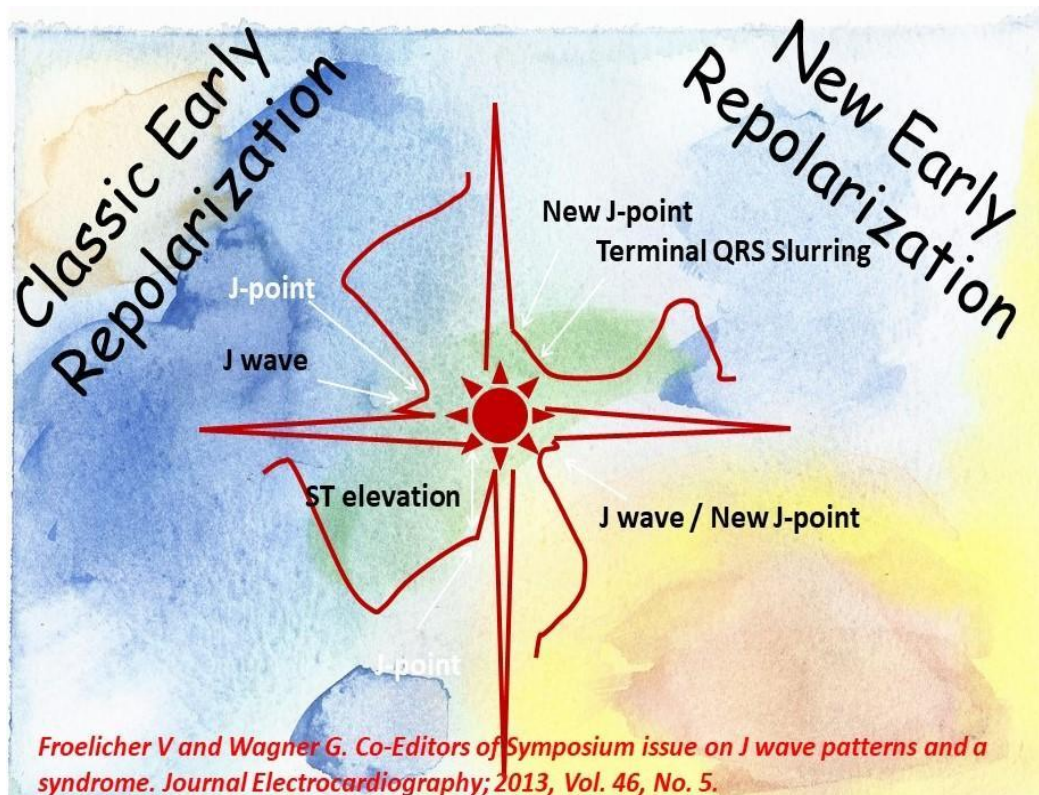 Classic Early
Repolarization
New Early
Repolarization
New J-point
Terminal QRS Slurring
J-point
J wave
ST elevation
J wave / New J-point
J-point
Froelicher V and Wagner G. Co-Editors of Symposium issue on J wave patterns and a
syndrome. Journal Electrocardiography; 2013, Vol. 46, No. 5.